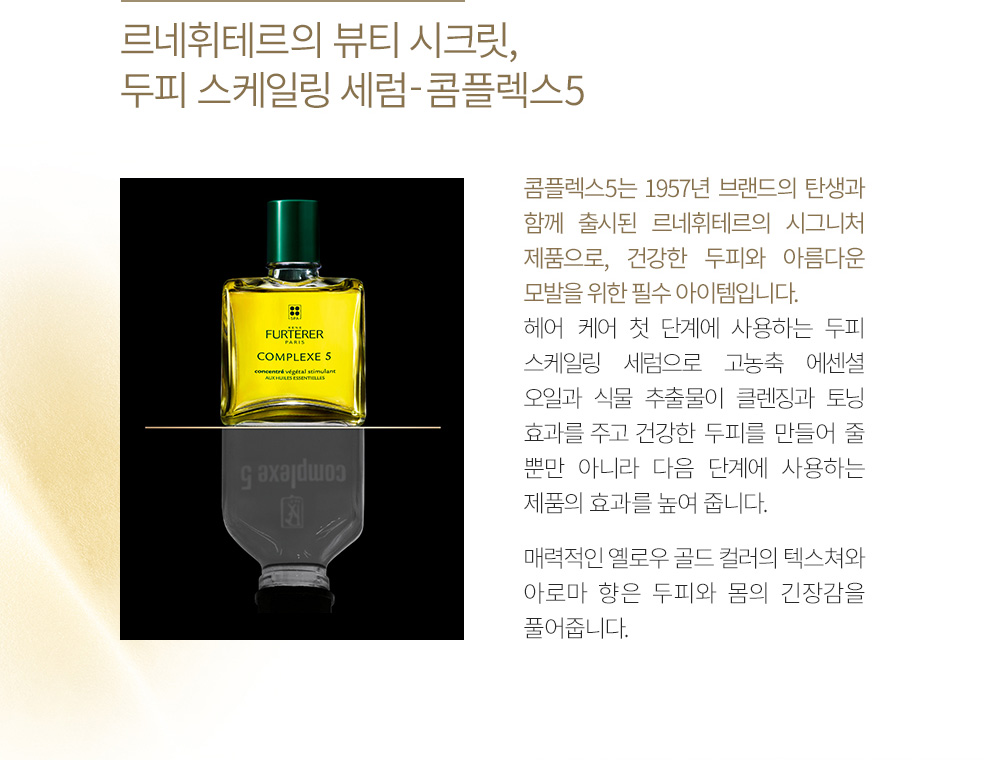 르네휘테르의 뷰티 시크릿,
두피 스케일링 세럼-콤플렉스5
RENE
FURTERER
PARIS
COMPLEXE 5
concentré végétal stimulant
AUX HUILES ESSENTIELLES
complexe 5
콤플렉스5는 1957년 브랜드의 탄생과
함께 출시된 르네휘테르의 시그니처
제품으로, 건강한 두피와 아름다운
모발을 위한 필수 아이템입니다.
헤어 케어 첫 단계에 사용하는 두피
스케일링 세럼으로 고농축 에센셜
오일과 식물 추출물이 클렌징과 토닝
효과를 주고 건강한 두피를 만들어 줄
뿐만 아니라 다음 단계에 사용하는
제품의 효과를 높여 줍니다.
매력적인 옐로우 골드 컬러의 텍스쳐와
아로마 향은 두피와 몸의 긴장감을
풀어줍니다.